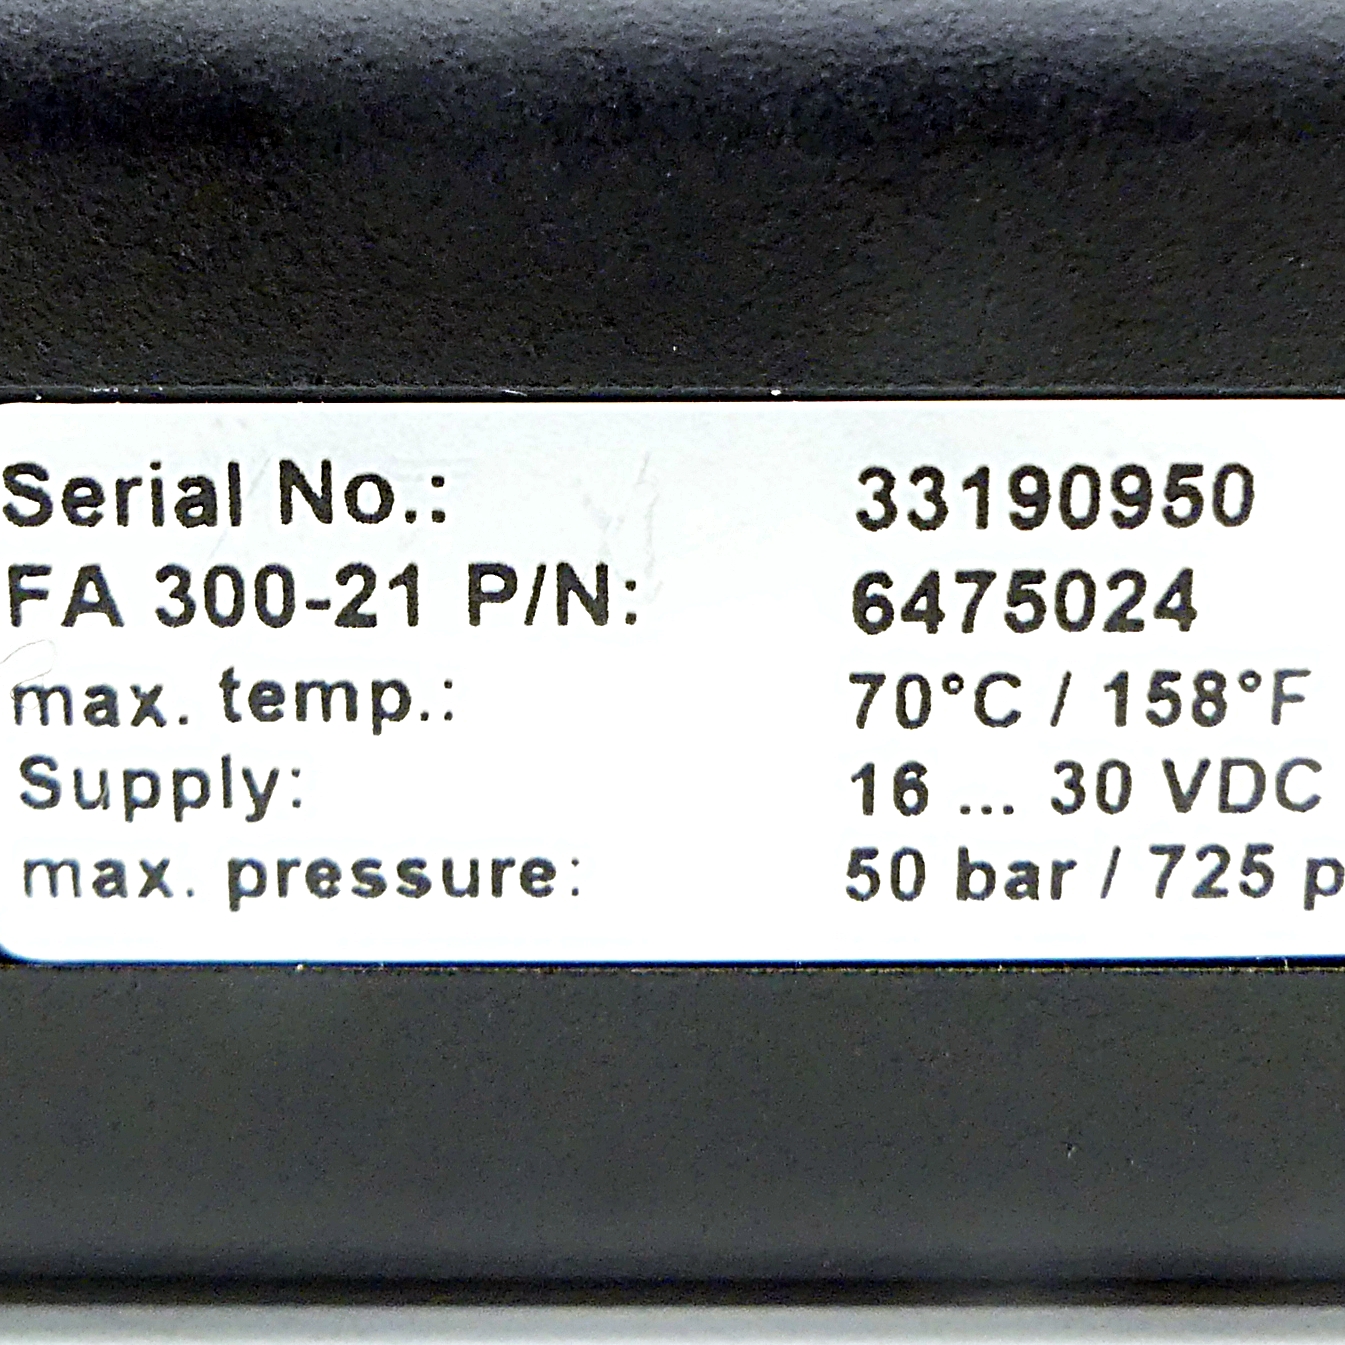 Serial No.: 33190950
FA 300-21 P/N: 6475024
max. temp.: 70°C / 158°F
Supply: 16 ... 30 VDC
max. pressure: 50 bar / 725 p